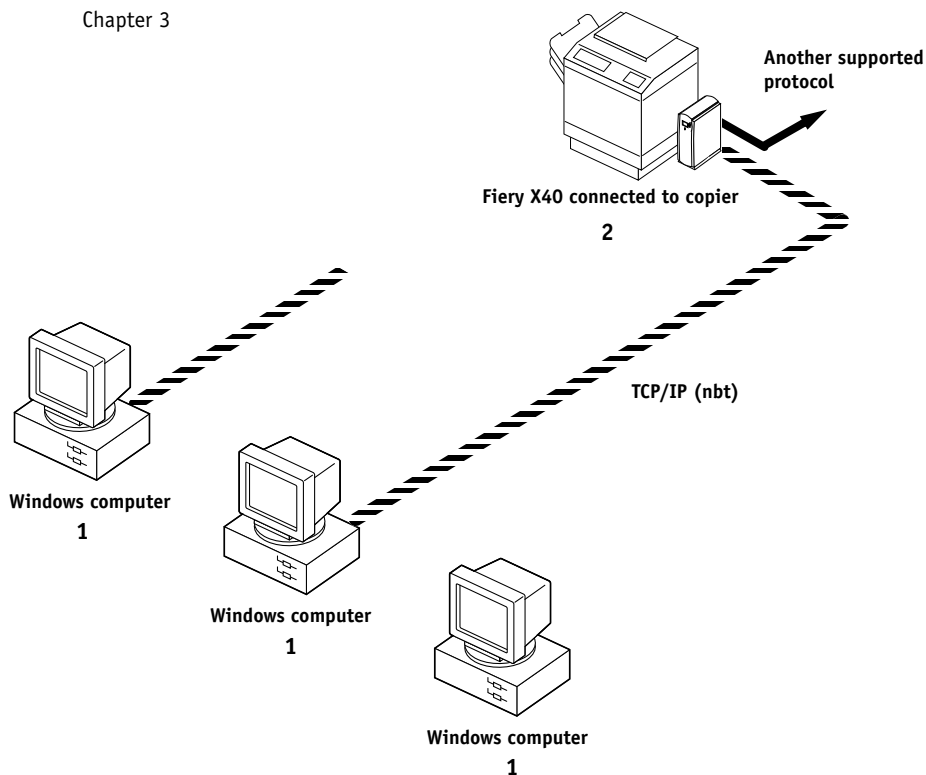 Chapter 3
Another supported
protocol
Fiery X40 connected to copier
2
TCP/IP (nbt)
Windows computer
1
Windows computer
1
Windows computer
1